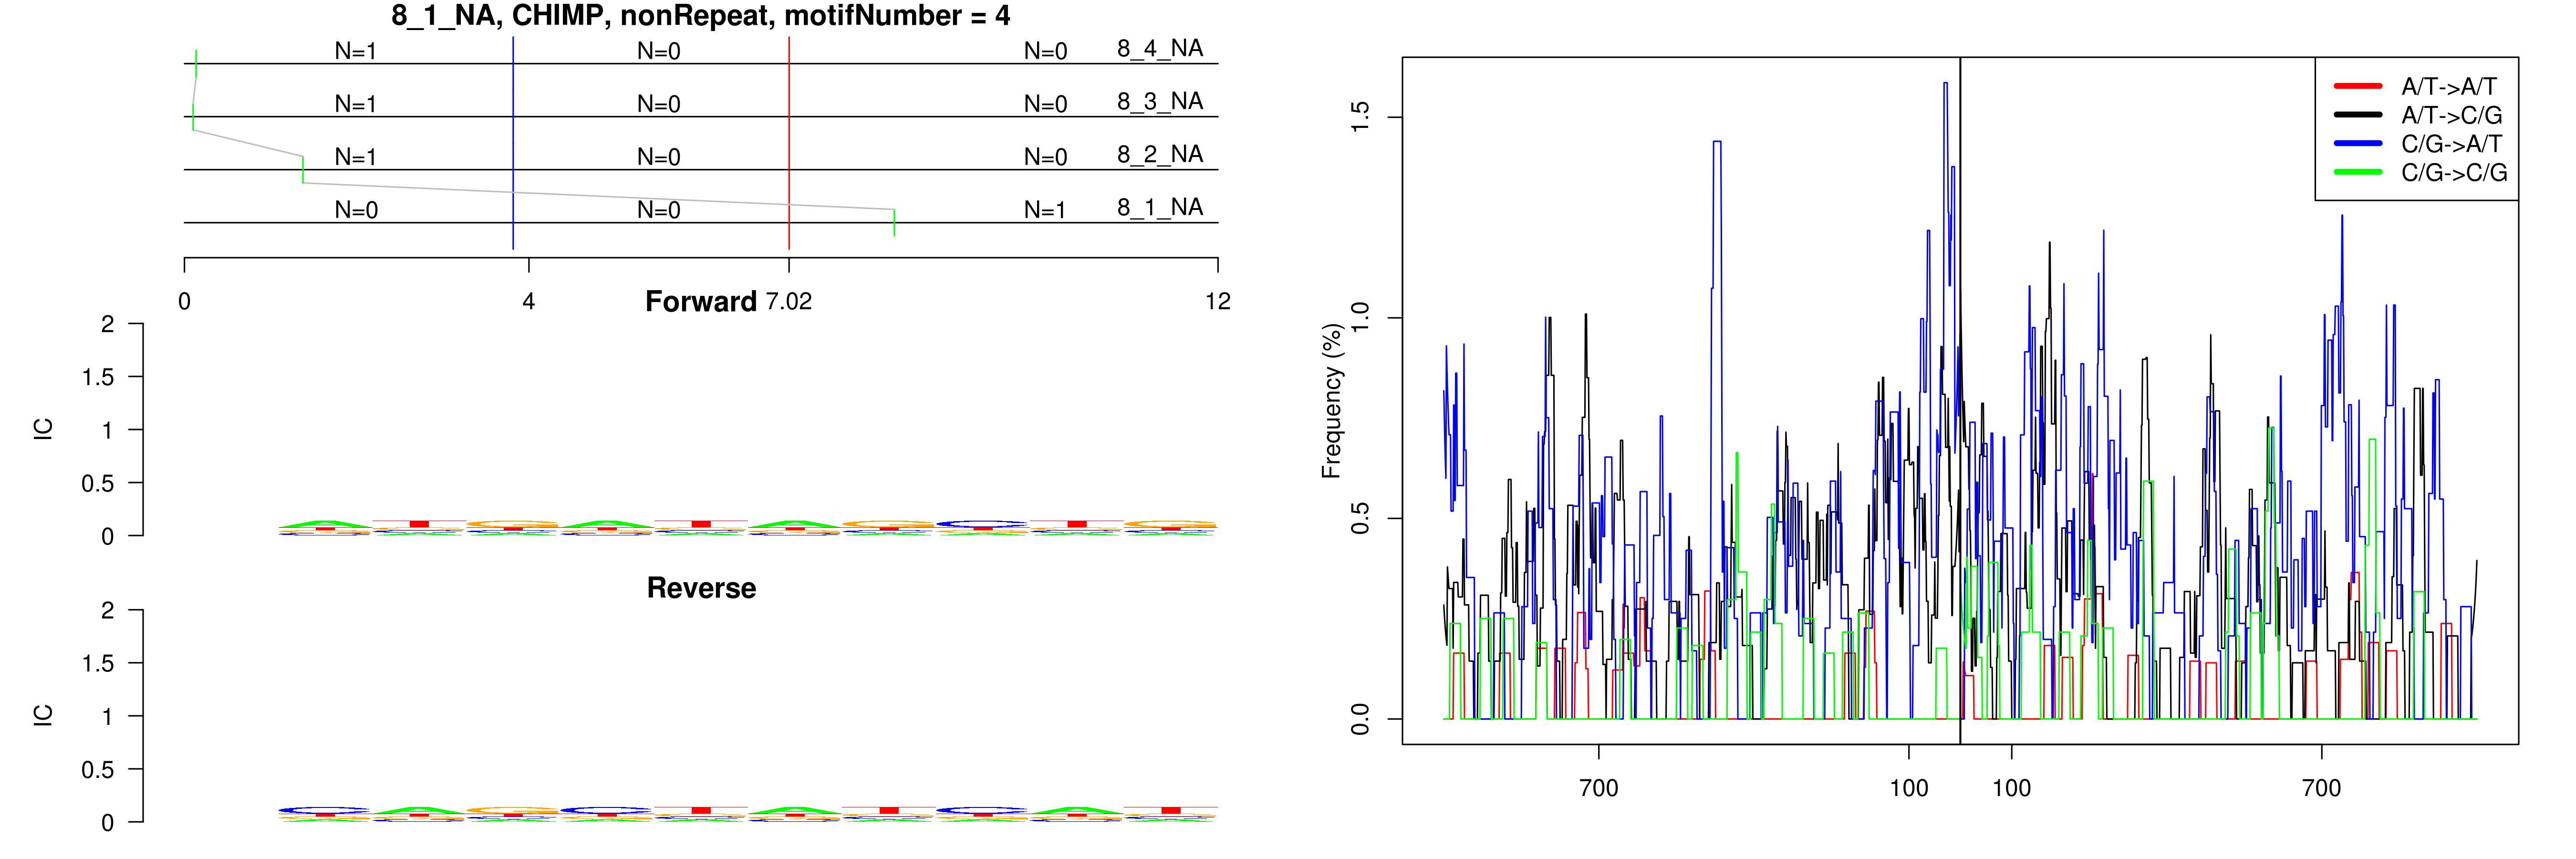 8_1_NA, CHIMP, nonRepeat, motifNumber = 4
N=1 N=0 N=0 8_4_NA
N=1 N=0 N=0 8_3_NA
N=1 N=0 N=0 8_2_NA
N=0 N=0 N=1 8_1_NA
0 4 7.02 12
Forward
IC
2
1.5
1
0.5
0
ATGATAGCTG
Reverse
IC
2
1.5
1
0.5
0
CAGCTATCAT
Frequency (%)
1.5
1.0
0.5
0.0
700 100 100 700
A/T->A/T
A/T->C/G
C/G->A/T
C/G->C/G